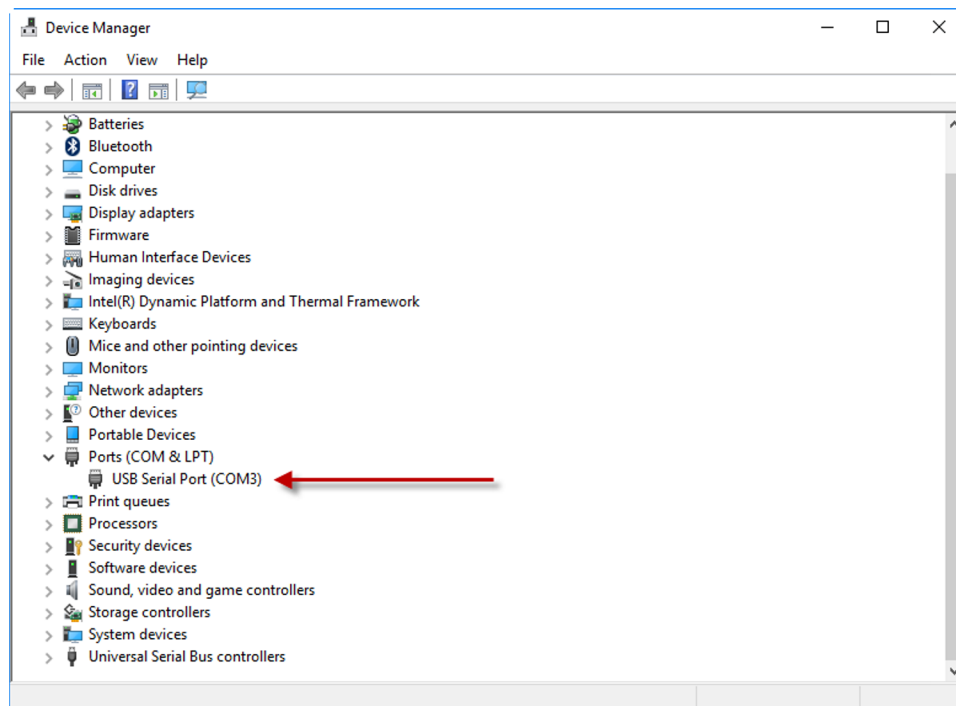 Device Manager
File Action View Help
Batteries
Bluetooth
Computer
Disk drives
Display adapters
Firmware
Human Interface Devices
Imaging devices
Intel(R) Dynamic Platform and Thermal Framework
Keyboards
Mice and other pointing devices
Monitors
Network adapters
Other devices
Portable Devices
Ports (COM & LPT)
USB Serial Port (COM3)
Print queues
Processors
Security devices
Software devices
Sound, video and game controllers
Storage controllers
System devices
Universal Serial Bus controllers